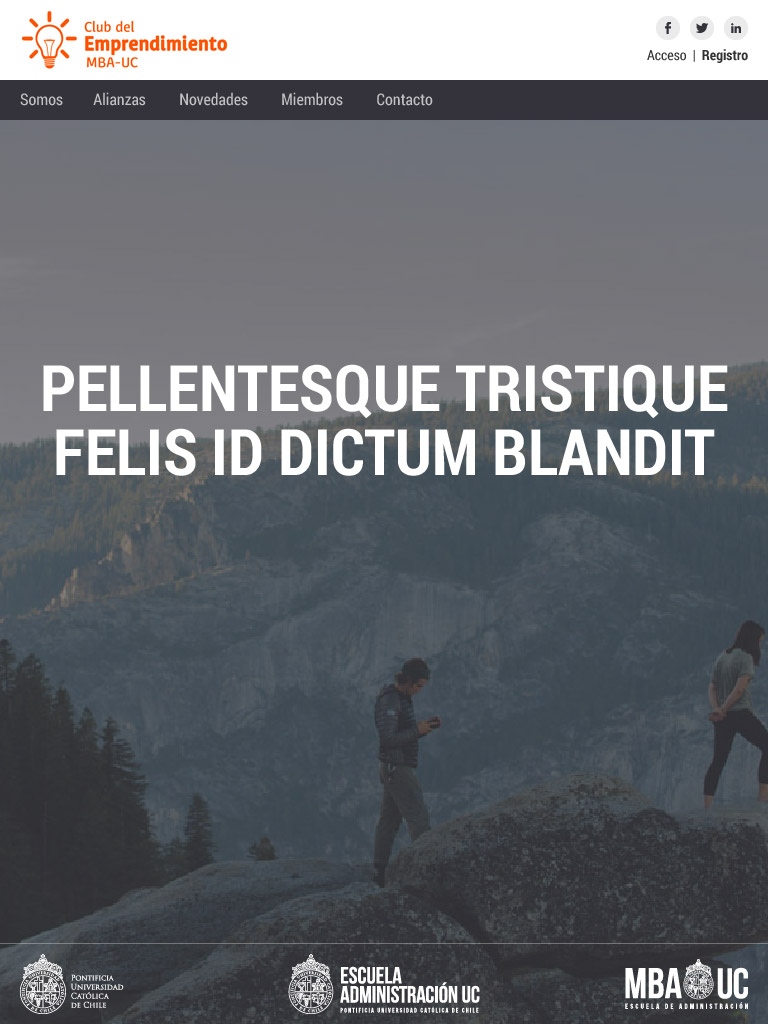 Club del
Emprendimiento
MBA-UC
Acceso | Registro
Somos Alianzas Novedades Miembros Contacto
PELLENTESQUE TRISTIQUE
FELIS ID DICTUM BLANDIT
PONTIFICIA
UNIVERSIDAD
CATÓLICA
DE CHILE
ESCUELA
ADMINISTRACIÓN UC
PONTIFICIA UNIVERSIDAD CATÓLICA DE CHILE
MBA UC
ESCUELA DE ADMINISTRACIÓN